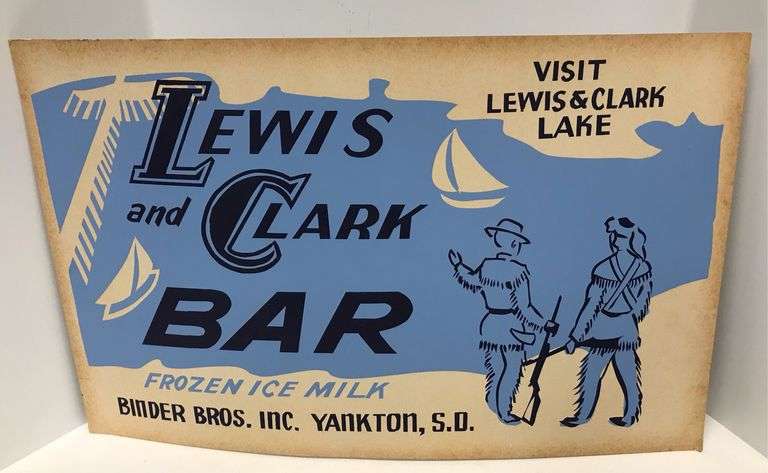 VISIT
LEWIS & CLARK
LAKE
LEWIS
and CLARK
BAR
FROZEN ICE MILK
BINDER BROS. INC. YANKTON, S.D.